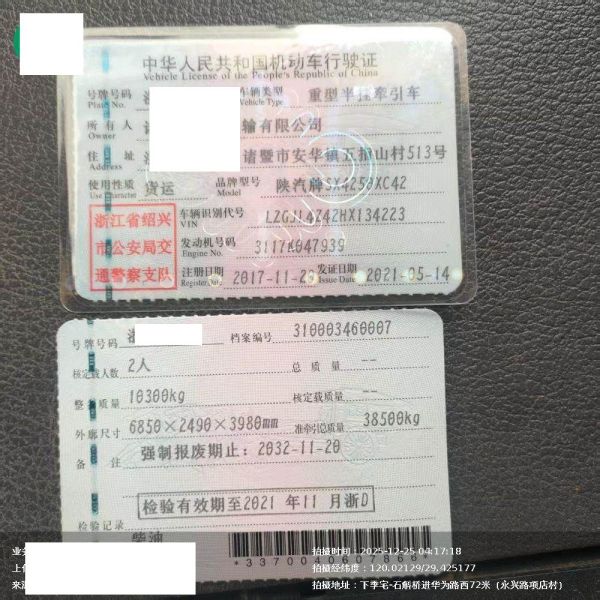 中华人民共和国机动车行驶证
Vehicle License of the People's Republic of China
号牌号码 车辆类型 重型半挂牵引车
Plate No. Vehicle Type
所有人 输有限公司
Owner
住址 诸暨市安华镇五指山村513号
Address
使用性质 货运 品牌型号 陕汽牌SX4250XC42
Use Character Model
浙江省绍兴
市公安局交
通警察支队
车辆识别代号 LZGJL4Z42HX134223
VIN
发动机号码 3117K047939
Engine No.
注册日期 2017-11-29 发证日期 2021-05-14
Register Date Issue Date
号牌号码 档案编号 310003460007
核定载人数 2人 总质量 --
整备质量 10300kg 核定载质量 --
外廓尺寸 6850×2490×3980mm 准牵引总质量 38500kg
备注 强制报废期止：2032-11-20
检验有效期至2021年11月浙D
检验记录
柴油
拍摄时间：2025-12-25 04:17:18
拍摄经纬度：120.02129/29.425177
拍摄地址：下季宅-石斛桥进华为路西72米（永兴路项店村）